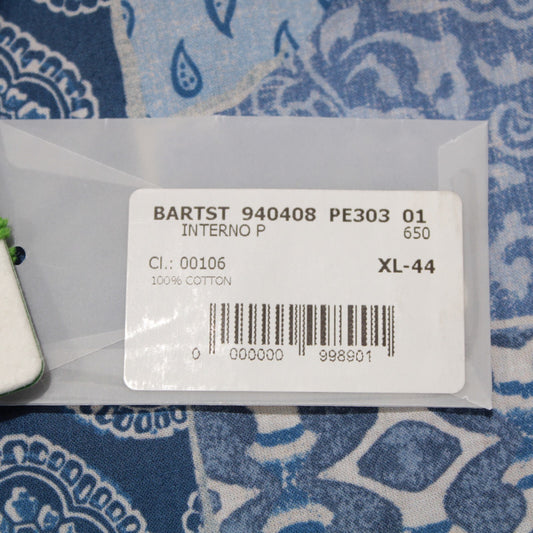 BARTST 940408 PE303 01
INTERNO P 650
Cl.: 00106 XL-44
100% COTTON
0 000000 998901